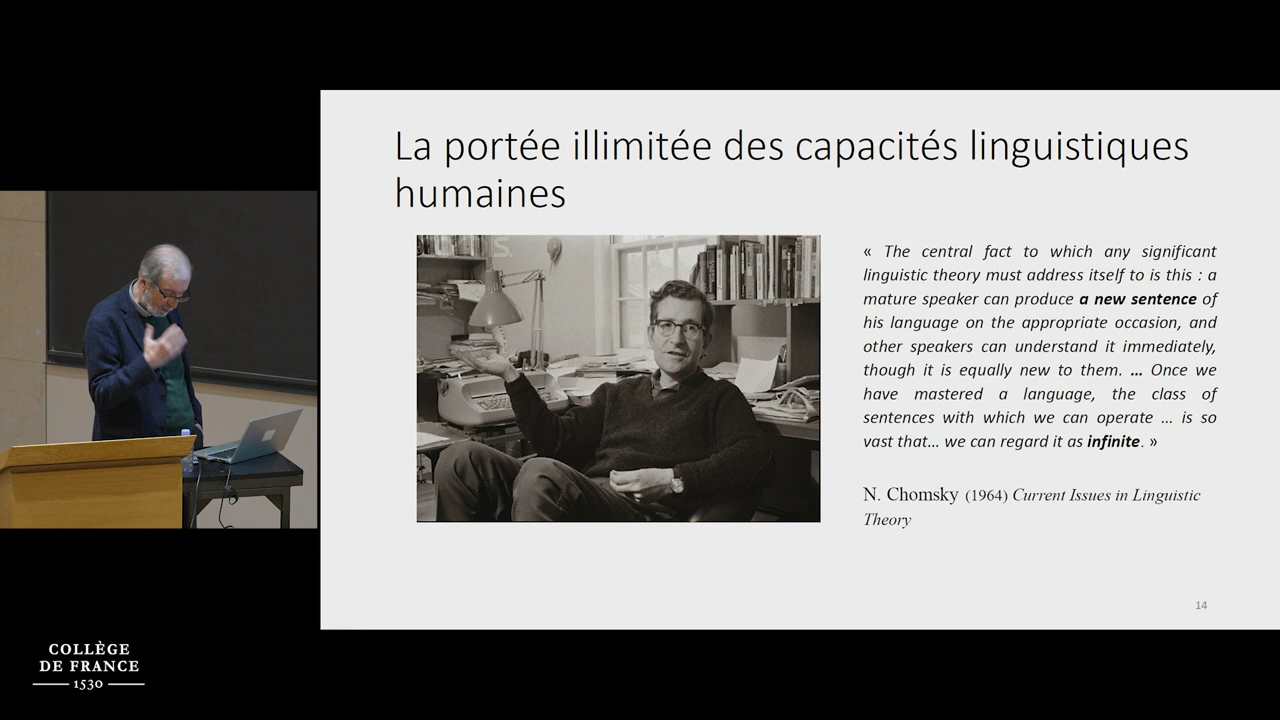 La portée illimitée des capacités linguistiques
humaines
S.
« The central fact to which any significant
linguistic theory must address itself to is this : a
mature speaker can produce a new sentence of
his language on the appropriate occasion, and
other speakers can understand it immediately,
though it is equally new to them. ... Once we
have mastered a language, the class of
sentences with which we can operate ... is so
vast that... we can regard it as infinite. »
N. Chomsky (1964) Current Issues in Linguistic
Theory
14
COLLÈGE
DE FRANCE
1530